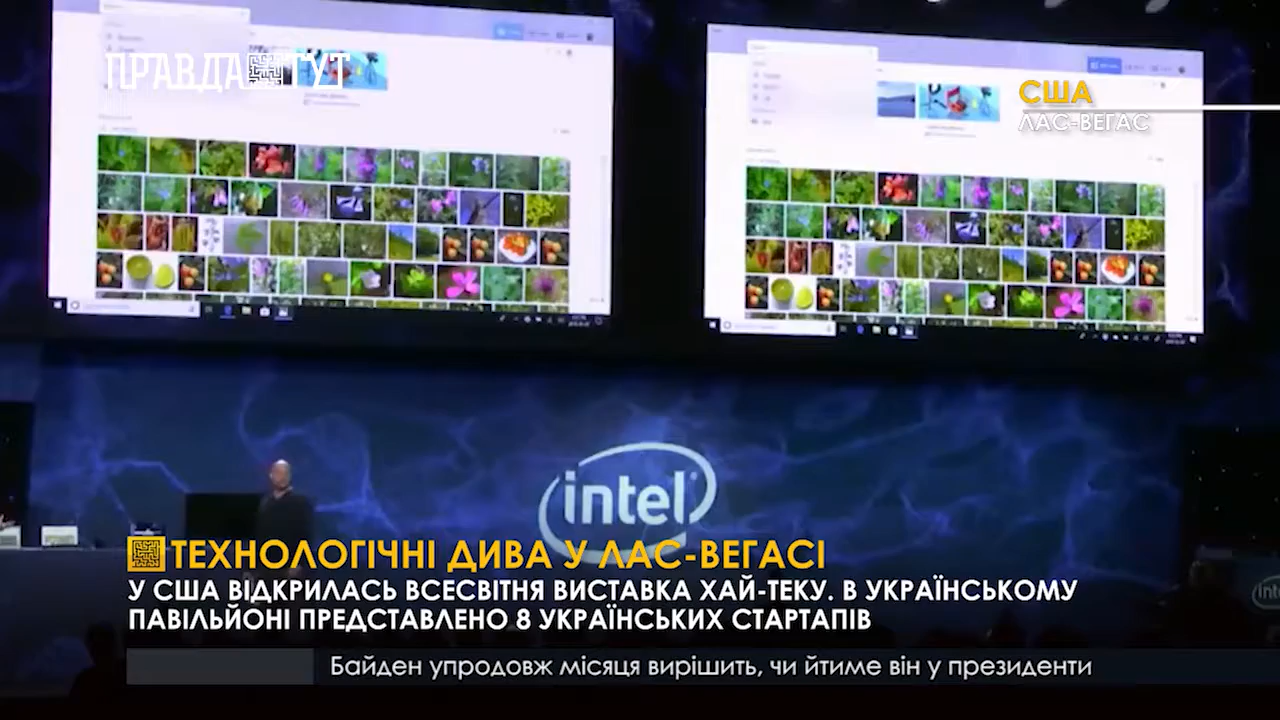 ПРАВДА ТУТ
США
ЛАС-ВЕГАС
intel
ТЕХНОЛОГІЧНІ ДИВА У ЛАС-ВЕГАСІ
У США ВІДКРИЛАСЬ ВСЕСВІТНЯ ВИСТАВКА ХАЙ-ТЕКУ. В УКРАЇНСЬКОМУ
ПАВІЛЬЙОНІ ПРЕДСТАВЛЕНО 8 УКРАЇНСЬКИХ СТАРТАПІВ
Байден упродовж місяця вирішить, чи йтиме він у президенти